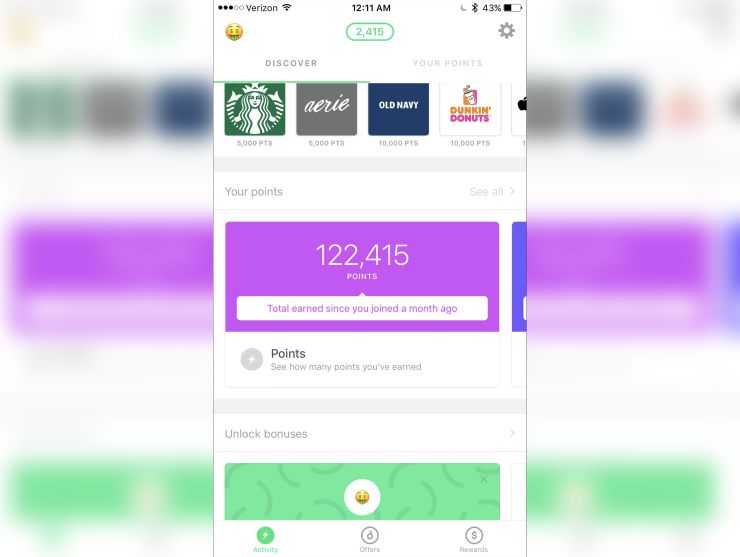 Verizon 12:11 AM 43%
2,415
DISCOVER YOUR POINTS
aerie OLD NAVY DUNKIN' DONUTS
5,000 PTS 5,000 PTS 10,000 PTS 10,000 PTS
Your points See all
122,415
POINTS
Total earned since you joined a month ago
Points
See how many points you've earned
Unlock bonuses
Activity Offers Rewards